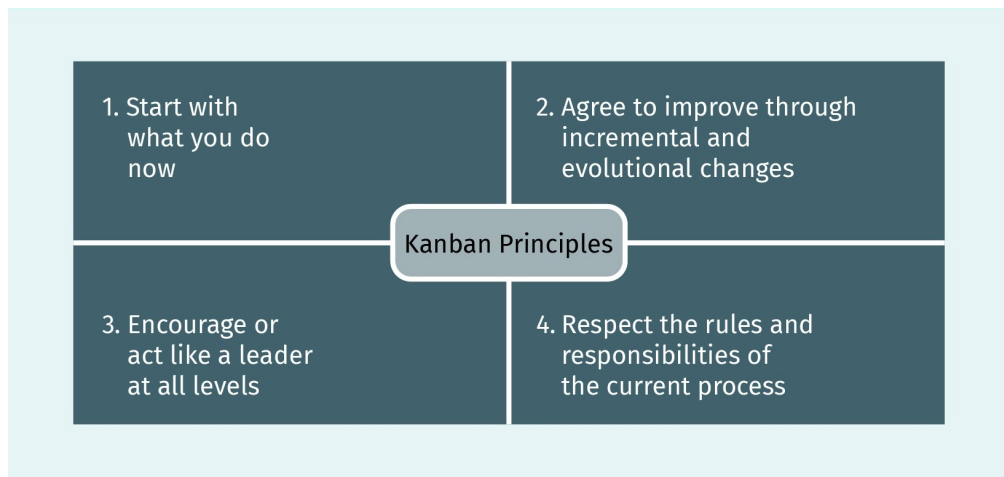 1. Start with
what you do
now
2. Agree to improve through
incremental and
evolutional changes
Kanban Principles
3. Encourage or
act like a leader
at all levels
4. Respect the rules and
responsibilities of
the current process